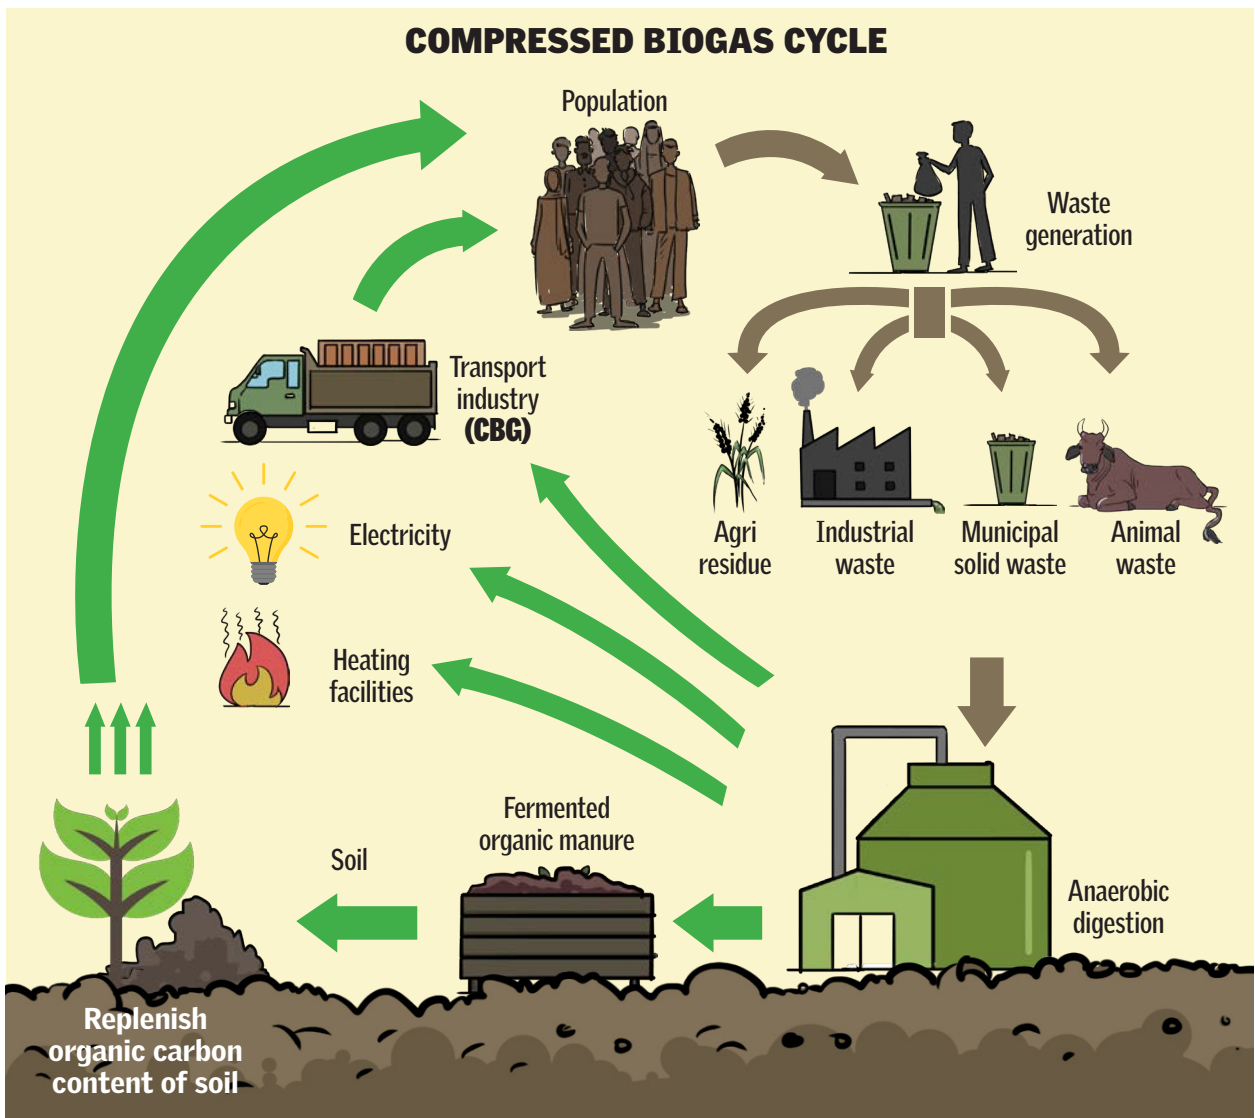 COMPRESSED BIOGAS CYCLE
Population
Waste
generation
Transport
industry
(CBG)
Electricity
Heating
facilities
Agri
residue
Industrial
waste
Municipal
solid waste
Animal
waste
Fermented
organic manure
Soil
Anaerobic
digestion
Replenish
organic carbon
content of soil